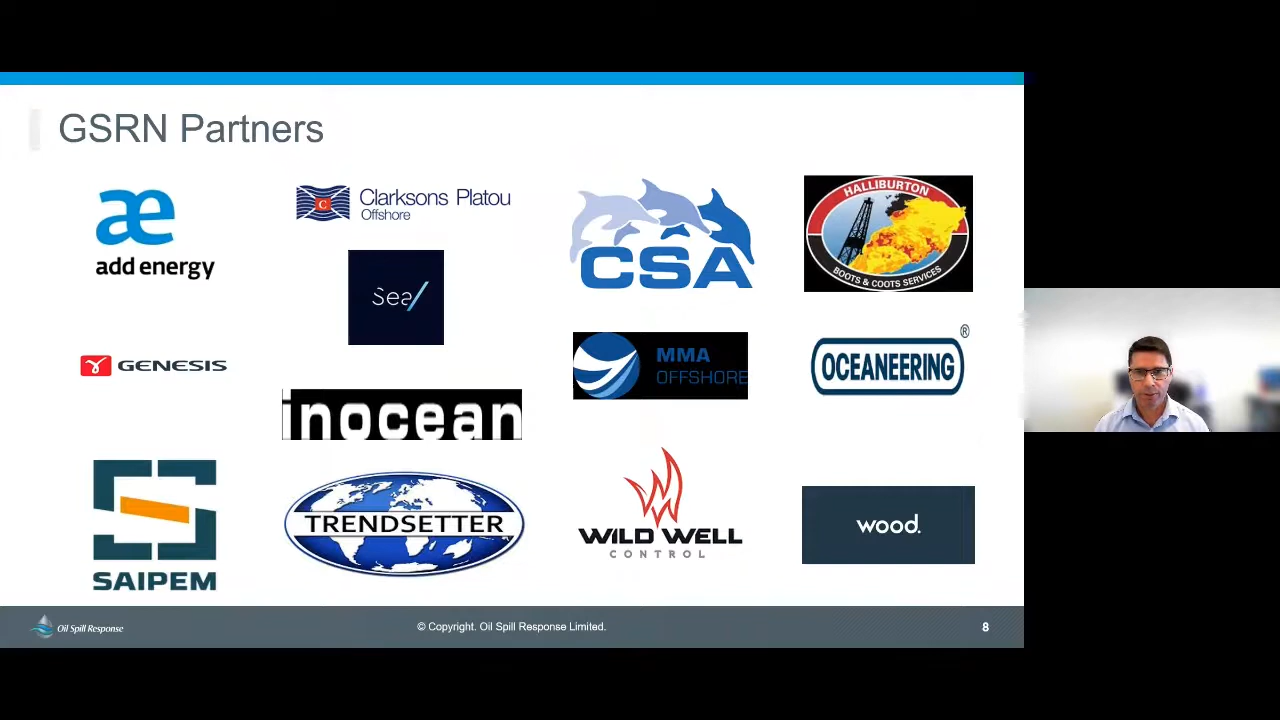 GSRN Partners
æ
add energy
C
Clarksons Platou
Offshore
Sea/
CSA
HALLIBURTON
BOOTS & COOTS SERVICES
GENESIS
inocean
MMA
OFFSHORE
®
OCEANEERING
SAIPEM
TRENDSETTER
WILD WELL
CONTROL
wood.
Oil Spill Response
© Copyright. Oil Spill Response Limited.
8